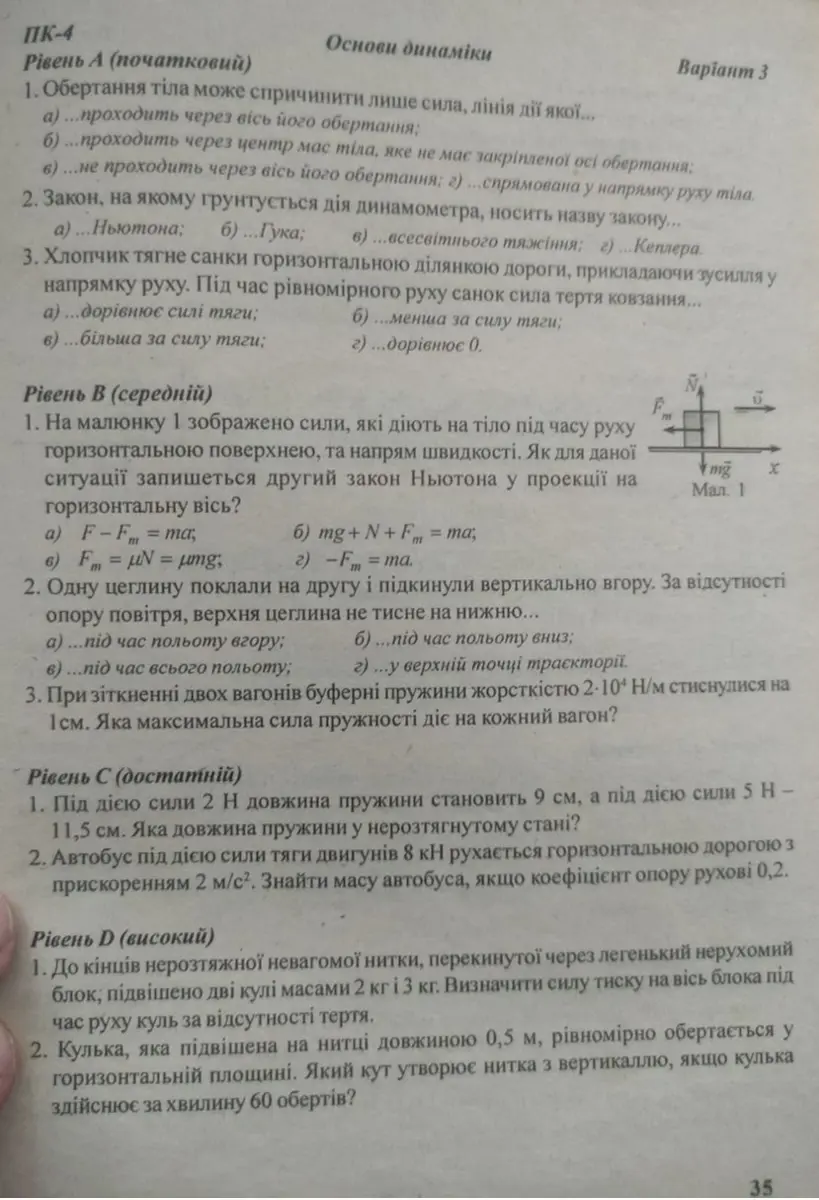 ПК-4
Основи динаміки
Рівень А (початковий)
Варіант 3
1. Обертання тіла може спричинити лише сила, лінія дії якої...
а) ...проходить через вісь його обертання;
б) ...проходить через центр мас тіла, яке не має закріпленої осі обертання;
в) ...не проходить через вісь його обертання; г) ...спрямована у напрямку руху тіла.
2. Закон, на якому ґрунтується дія динамометра, носить назву закону...
а) ...Ньютона; б) ...Гука; в) ...всесвітнього тяжіння; г) ...Кеплера.
3. Хлопчик тягне санки горизонтальною ділянкою дороги, прикладаючи зусилля у
напрямку руху. Під час рівномірного руху санок сила тертя ковзання...
а) ...дорівнює силі тяги; б) ...менша за силу тяги;
в) ...більша за силу тяги; г) ...дорівнює 0.
Рівень В (середній)
1. На малюнку 1 зображено сили, які діють на тіло під часу руху
горизонтальною поверхнею, та напрям швидкості. Як для даної
ситуації запишеться другий закон Ньютона у проекції на
горизонтальну вісь?
N⃗
F⃗т
υ⃗
mg⃗
x
Мал. 1
а) F – Fт = ma; б) mg + N + Fт = ma;
в) Fт = μN = μmg; г) –Fт = ma.
2. Одну цеглину поклали на другу і підкинули вертикально вгору. За відсутності
опору повітря, верхня цеглина не тисне на нижню...
а) ...під час польоту вгору; б) ...під час польоту вниз;
в) ...під час всього польоту; г) ...у верхній точці траєкторії.
3. При зіткненні двох вагонів буферні пружини жорсткістю 2·10⁴ Н/м стиснулися на
1см. Яка максимальна сила пружності діє на кожний вагон?
Рівень С (достатній)
1. Під дією сили 2 Н довжина пружини становить 9 см, а під дією сили 5 Н –
11,5 см. Яка довжина пружини у нерозтягнутому стані?
2. Автобус під дією сили тяги двигунів 8 кН рухається горизонтальною дорогою з
прискоренням 2 м/с². Знайти масу автобуса, якщо коефіцієнт опору рухові 0,2.
Рівень D (високий)
1. До кінців нерозтяжної невагомої нитки, перекинутої через легенький нерухомий
блок, підвішено дві кулі масами 2 кг і 3 кг. Визначити силу тиску на вісь блока під
час руху куль за відсутності тертя.
2. Кулька, яка підвішена на нитці довжиною 0,5 м, рівномірно обертається у
горизонтальній площині. Який кут утворює нитка з вертикаллю, якщо кулька
здійснює за хвилину 60 обертів?
35